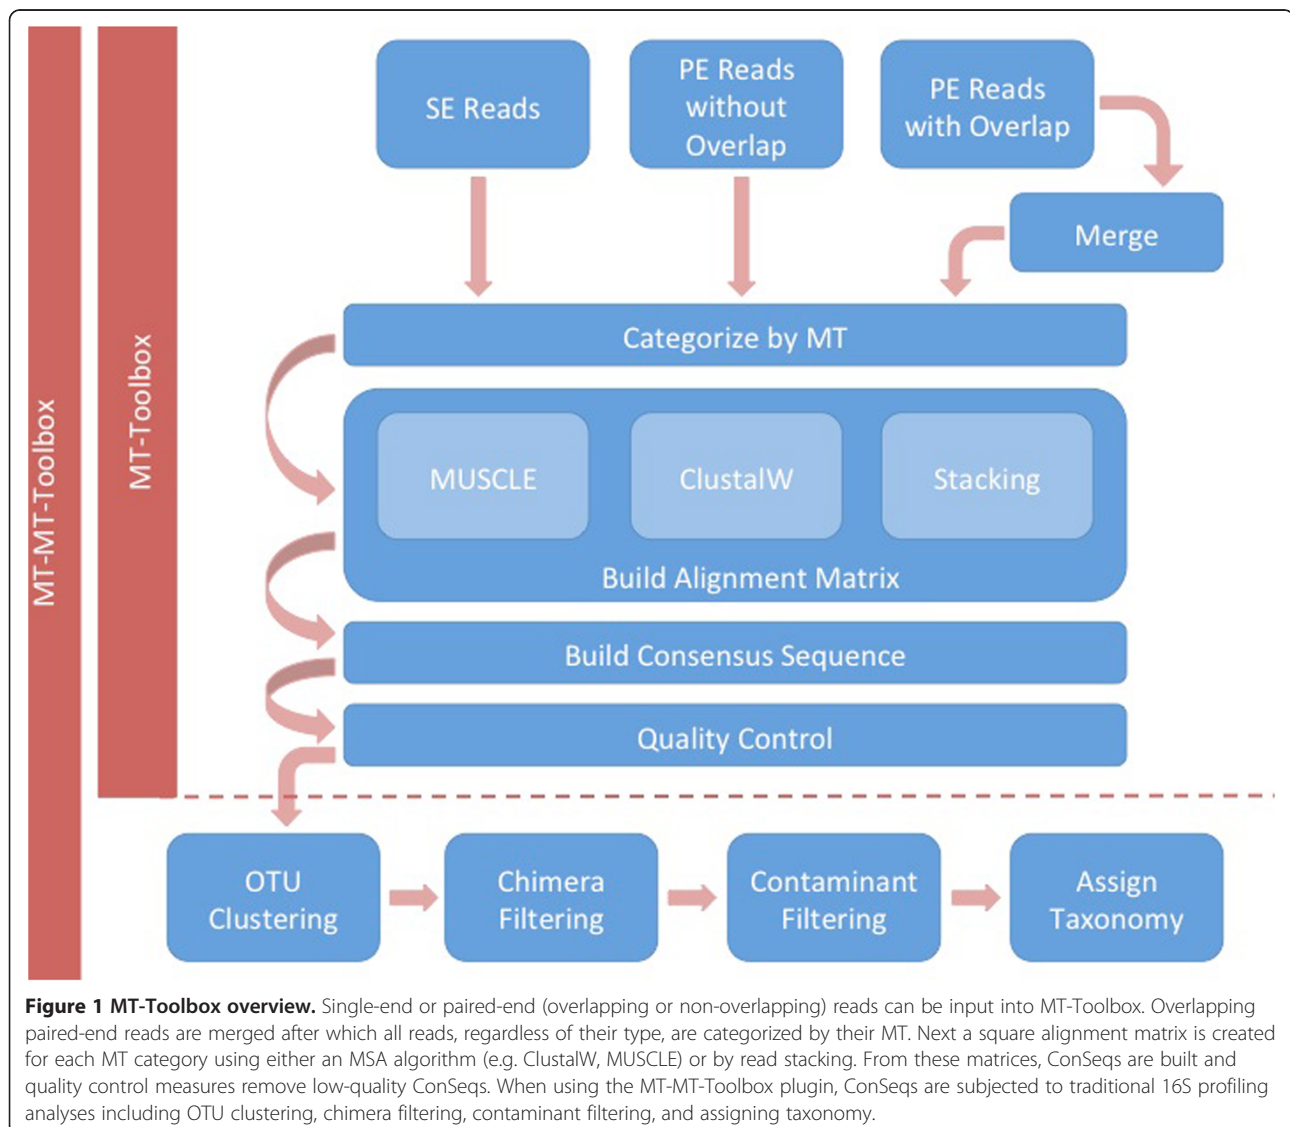 MT-MT-Toolbox
MT-Toolbox
SE Reads
PE Reads
without
Overlap
PE Reads
with Overlap
Merge
Categorize by MT
MUSCLE
ClustalW
Stacking
Build Alignment Matrix
Build Consensus Sequence
Quality Control
OTU
Clustering
Chimera
Filtering
Contaminant
Filtering
Assign
Taxonomy
Figure 1 MT-Toolbox overview. Single-end or paired-end (overlapping or non-overlapping) reads can be input into MT-Toolbox. Overlapping
paired-end reads are merged after which all reads, regardless of their type, are categorized by their MT. Next a square alignment matrix is created
for each MT category using either an MSA algorithm (e.g. ClustalW, MUSCLE) or by read stacking. From these matrices, ConSeqs are built and
quality control measures remove low-quality ConSeqs. When using the MT-MT-Toolbox plugin, ConSeqs are subjected to traditional 16S profiling
analyses including OTU clustering, chimera filtering, contaminant filtering, and assigning taxonomy.